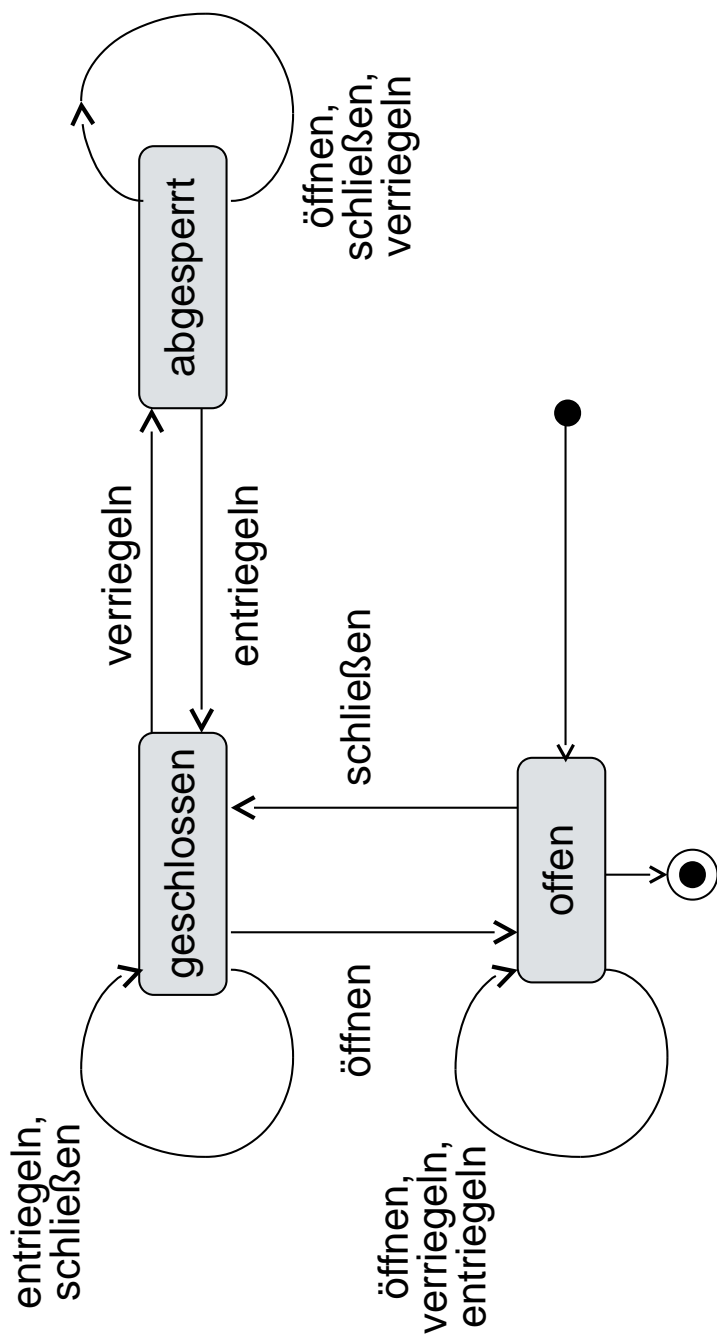 entriegeln,
schließen
verriegeln
geschlossen
abgesperrt
entriegeln
öffnen
schließen
öffnen,
schließen,
verriegeln
öffnen,
verriegeln,
entriegeln
offen